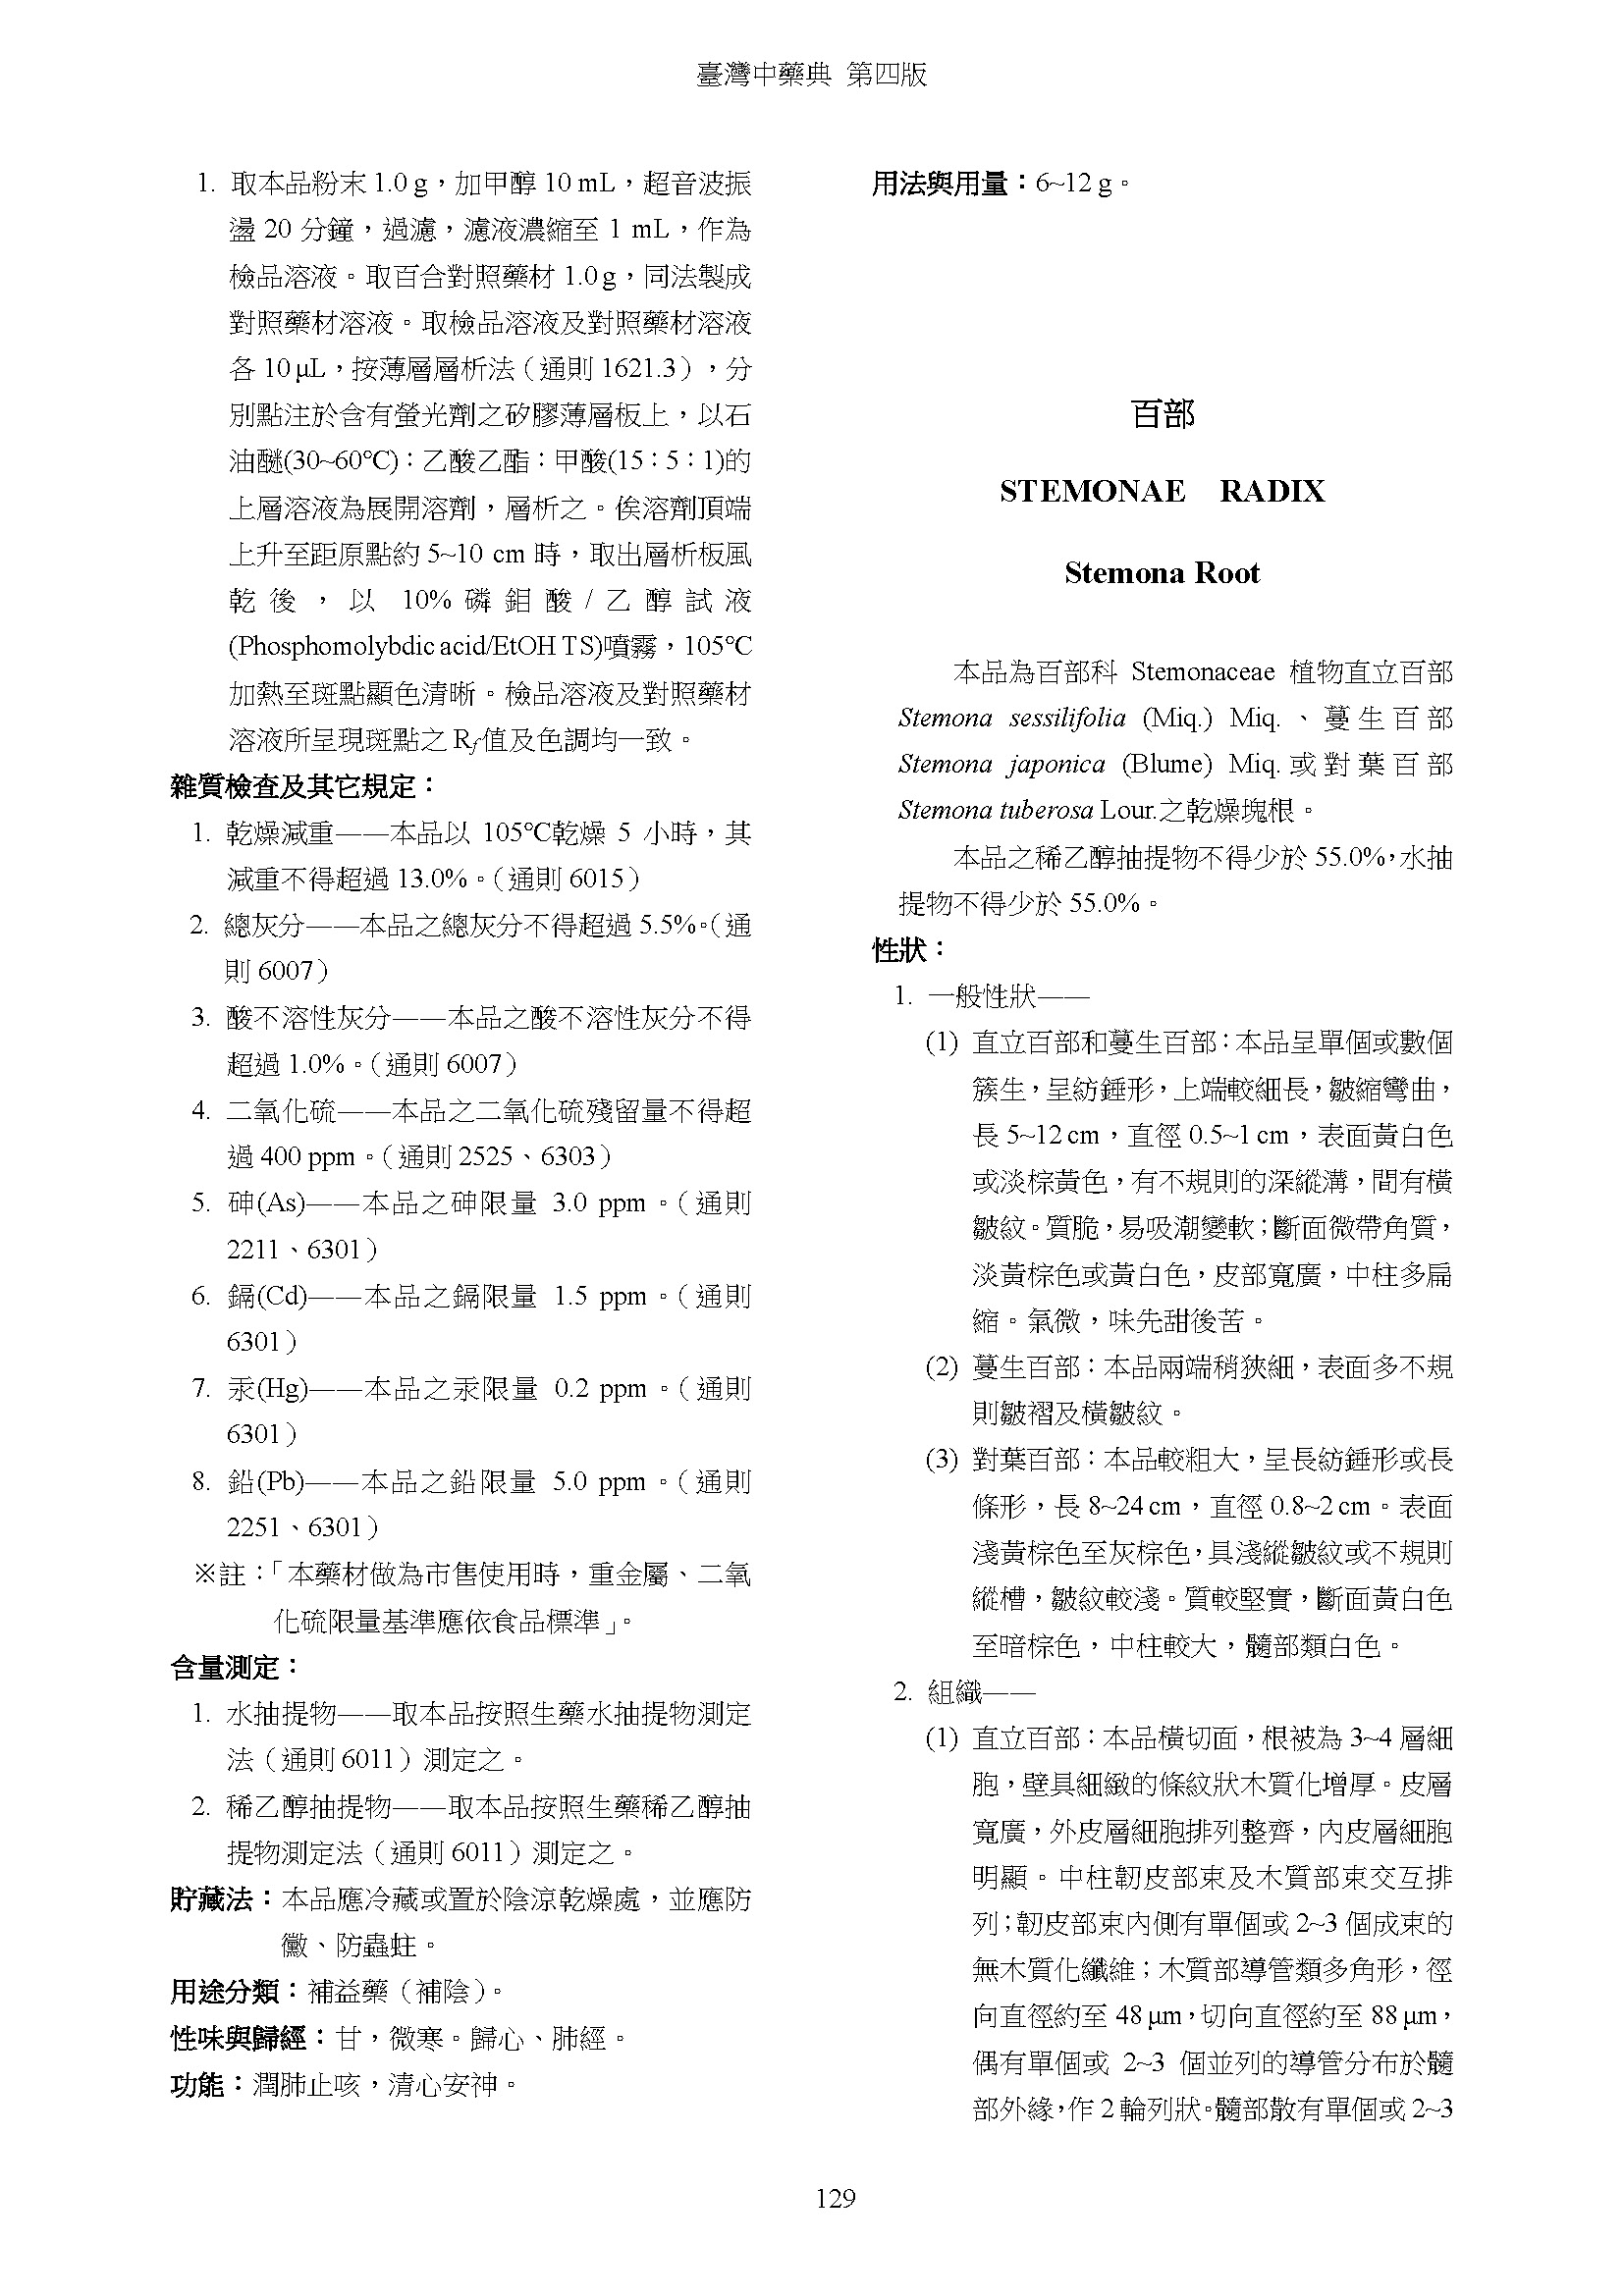 臺灣中藥典 第四版
1. 取本品粉末 1.0 g，加甲醇 10 mL，超音波振
盪 20 分鐘，過濾，濾液濃縮至 1 mL，作為
檢品溶液。取百合對照藥材 1.0 g，同法製成
對照藥材溶液。取檢品溶液及對照藥材溶液
各 10 μL，按薄層層析法（通則 1621.3），分
別點注於含有螢光劑之矽膠薄層板上，以石
油醚(30~60°C)：乙酸乙酯：甲酸(15：5：1)的
上層溶液為展開溶劑，層析之。俟溶劑頂端
上升至距原點約 5~10 cm 時，取出層析板風
乾後，以 10% 磷鉬酸/乙醇試液
(Phosphomolybdic acid/EtOH TS)噴霧，105°C
加熱至斑點顯色清晰。檢品溶液及對照藥材
溶液所呈現斑點之 Rf值及色調均一致。
雜質檢查及其它規定：
1. 乾燥減重——本品以 105°C乾燥 5 小時，其
減重不得超過 13.0%。（通則 6015）
2. 總灰分——本品之總灰分不得超過 5.5%。（通
則 6007）
3. 酸不溶性灰分——本品之酸不溶性灰分不得
超過 1.0%。（通則 6007）
4. 二氧化硫——本品之二氧化硫殘留量不得超
過 400 ppm。（通則 2525、6303）
5. 砷(As)——本品之砷限量 3.0 ppm。（通則
2211、6301）
6. 鎘(Cd)——本品之鎘限量 1.5 ppm。（通則
6301）
7. 汞(Hg)——本品之汞限量 0.2 ppm。（通則
6301）
8. 鉛(Pb)——本品之鉛限量 5.0 ppm。（通則
2251、6301）
※註：「本藥材做為市售使用時，重金屬、二氧
化硫限量基準應依食品標準」。
含量測定：
1. 水抽提物——取本品按照生藥水抽提物測定
法（通則 6011）測定之。
2. 稀乙醇抽提物——取本品按照生藥稀乙醇抽
提物測定法（通則 6011）測定之。
貯藏法：本品應冷藏或置於陰涼乾燥處，並應防
黴、防蟲蛀。
用途分類：補益藥（補陰）。
性味與歸經：甘，微寒。歸心、肺經。
功能：潤肺止咳，清心安神。
用法與用量：6~12 g。
百部
STEMONAE RADIX
Stemona Root
本品為百部科 Stemonaceae 植物直立百部
Stemona sessilifolia (Miq.) Miq.、蔓生百部
Stemona japonica (Blume) Miq.或對葉百部
Stemona tuberosa Lour.之乾燥塊根。
本品之稀乙醇抽提物不得少於 55.0%，水抽
提物不得少於 55.0%。
性狀：
1. 一般性狀——
(1) 直立百部和蔓生百部：本品呈單個或數個
簇生，呈紡錘形，上端較細長，皺縮彎曲，
長 5~12 cm，直徑 0.5~1 cm，表面黃白色
或淡棕黃色，有不規則的深縱溝，間有橫
皺紋。質脆，易吸潮變軟；斷面微帶角質，
淡黃棕色或黃白色，皮部寬廣，中柱多扁
縮。氣微，味先甜後苦。
(2) 蔓生百部：本品兩端稍狹細，表面多不規
則皺褶及橫皺紋。
(3) 對葉百部：本品較粗大，呈長紡錘形或長
條形，長 8~24 cm，直徑 0.8~2 cm。表面
淺黃棕色至灰棕色，具淺縱皺紋或不規則
縱槽，皺紋較淺。質較堅實，斷面黃白色
至暗棕色，中柱較大，髓部類白色。
2. 組織——
(1) 直立百部：本品橫切面，根被為 3~4 層細
胞，壁具細緻的條紋狀木質化增厚。皮層
寬廣，外皮層細胞排列整齊，內皮層細胞
明顯。中柱韌皮部束及木質部束交互排
列；韌皮部束內側有單個或 2~3 個成束的
無木質化纖維；木質部導管類多角形，徑
向直徑約至 48 μm，切向直徑約至 88 μm，
偶有單個或 2~3 個並列的導管分布於髓
部外緣，作 2 輪列狀。髓部散有單個或 2~3
129